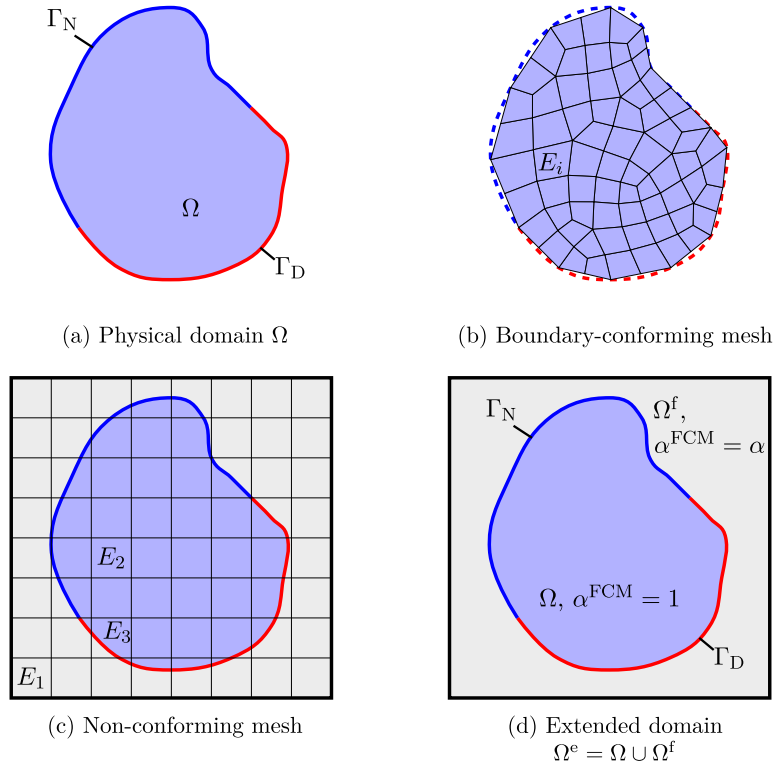 Γ_N
Ω
Γ_D
(a) Physical domain Ω
E_i
(b) Boundary-conforming mesh
E_2
E_3
E_1
(c) Non-conforming mesh
Γ_N
Ω^f,
α^FCM = α
Ω, α^FCM = 1
Γ_D
(d) Extended domain
Ω^e = Ω ∪ Ω^f